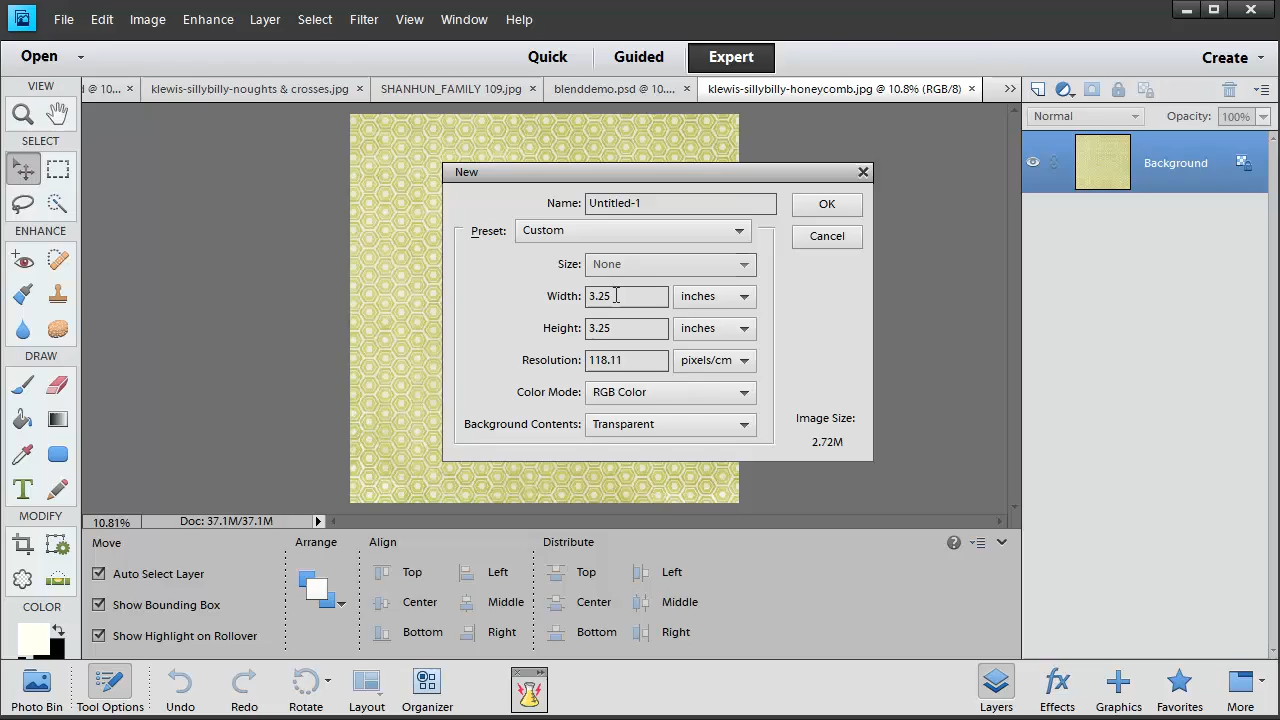 File Edit Image Enhance Layer Select Filter View Window Help
Open Quick Guided Expert Create
VIEW
d @ 10... × klewis-sillybilly-noughts & crosses.jpg × SHANHUN_FAMILY 109.jpg × blenddemo.psd @ 10.... × klewis-sillybilly-honeycomb.jpg @ 10.8% (RGB/8) ×
Normal Opacity: 100%
SELECT
Background
ENHANCE
DRAW
MODIFY
COLOR
New
Name: Untitled-1 OK
Preset: Custom Cancel
Size: None
Width: 3.25 inches
Height: 3.25 inches
Resolution: 118.11 pixels/cm
Color Mode: RGB Color
Background Contents: Transparent
Image Size:
2.72M
10.81% Doc: 37.1M/37.1M
Move Arrange Align Distribute
Auto Select Layer Top Left Top Left
Show Bounding Box Center Middle Center Middle
Show Highlight on Rollover Bottom Right Bottom Right
Photo Bin Tool Options Undo Redo Rotate Layout Organizer Layers Effects Graphics Favorites More